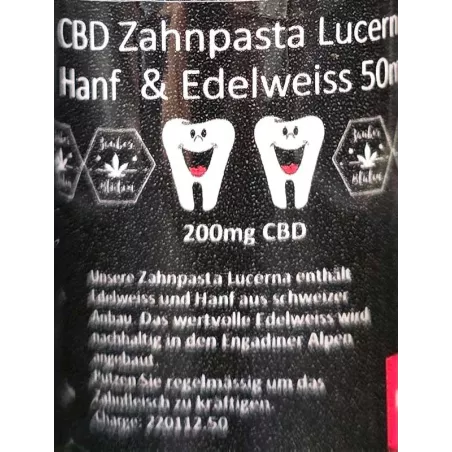 CBD Zahnpasta Lucern
Hanf & Edelweiss 50m
200mg CBD
Unsere Zahnpasta Lucerna enthält
Edelweiss und Hanf aus schweizer
Anbau. Das wertvolle Edelweiss wird
nachhaltig in den Engadiner Alpen
angebaut.
Putzen Sie regelmässig um das
Zahnfleisch zu kräftigen.
Charge: 220112.50